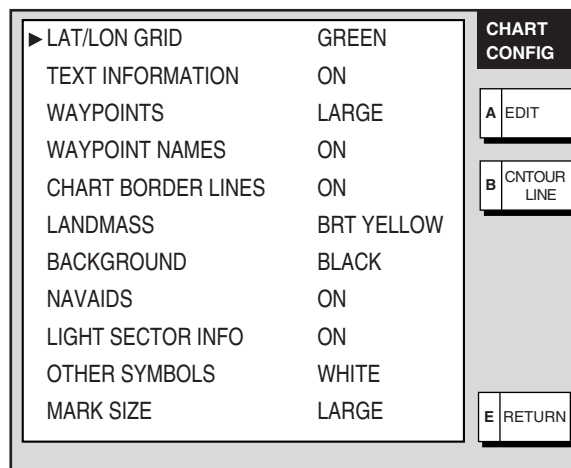 ►LAT/LON GRID GREEN
TEXT INFORMATION ON
WAYPOINTS LARGE
WAYPOINT NAMES ON
CHART BORDER LINES ON
LANDMASS BRT YELLOW
BACKGROUND BLACK
NAVAIDS ON
LIGHT SECTOR INFO ON
OTHER SYMBOLS WHITE
MARK SIZE LARGE
CHART
CONFIG
A EDIT
B CNTOUR
LINE
E RETURN